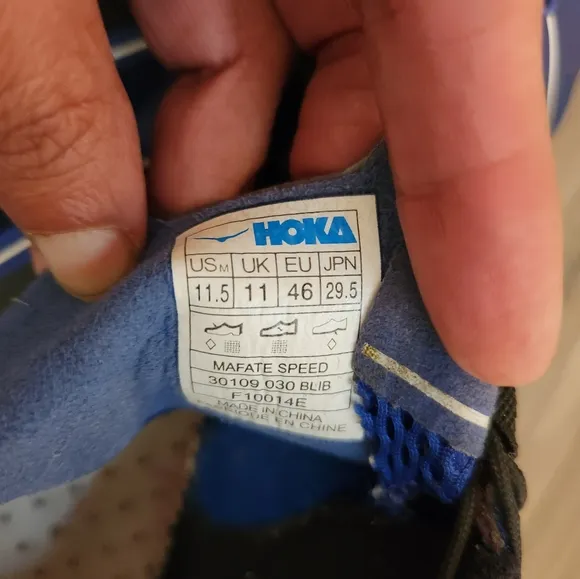 HOKA
USM UK EU JPN
11.5 11 46 29.5
MAFATE SPEED
30109 030 BLIB
F10014E
MADE IN CHINA
EN CHINE